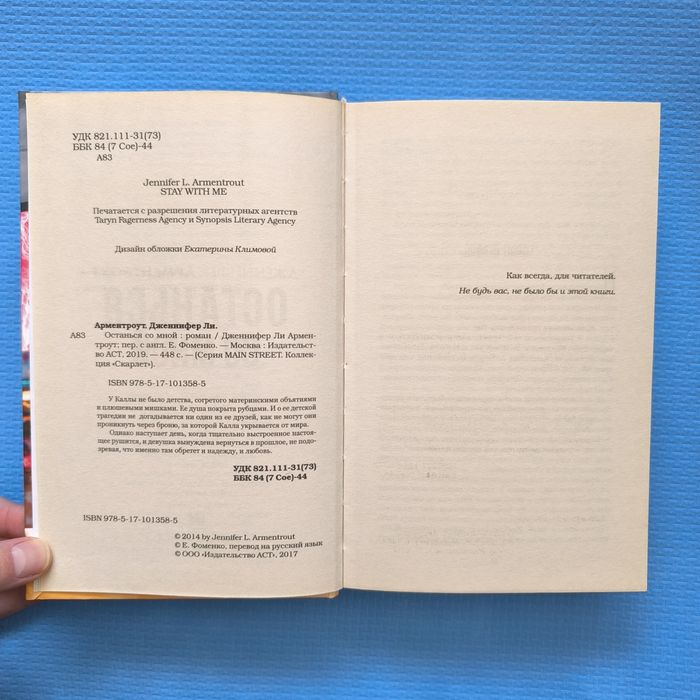 УДК 821.111-31(73)
ББК 84 (7 Сое)-44
А83
Jennifer L. Armentrout
STAY WITH ME
Печатается с разрешения литературных агентств
Taryn Fagerness Agency и Synopsis Literary Agency
Дизайн обложки Екатерины Климовой
Арментроут, Дженнифер Ли.
А83 Останься со мной : роман / Дженнифер Ли Армен-
троут; пер. с англ. Е. Фоменко. — Москва : Издательст-
во АСТ, 2019. — 448 с. — (Серия MAIN STREET. Коллек-
ция «Скарлет»).
ISBN 978-5-17-101358-5
У Каллы не было детства, согретого материнскими объятиями
и плюшевыми мишками. Ее душа покрыта рубцами. И о ее детской
трагедии не догадывается ни один из ее друзей, как не могут они
проникнуть через броню, за которой Калла укрывается от мира.
Однако наступает день, когда тщательно выстроенное настоя-
щее рушится, и девушка вынуждена вернуться в прошлое, не подо-
зревая, что именно там обретет и надежду, и любовь.
УДК 821.111-31(73)
ББК 84 (7 Сое)-44
ISBN 978-5-17-101358-5
© 2014 by Jennifer L. Armentrout
© Е. Фоменко, перевод на русский язык
© ООО «Издательство АСТ», 2017
Как всегда, для читателей.
Не будь вас, не было бы и этой книги.